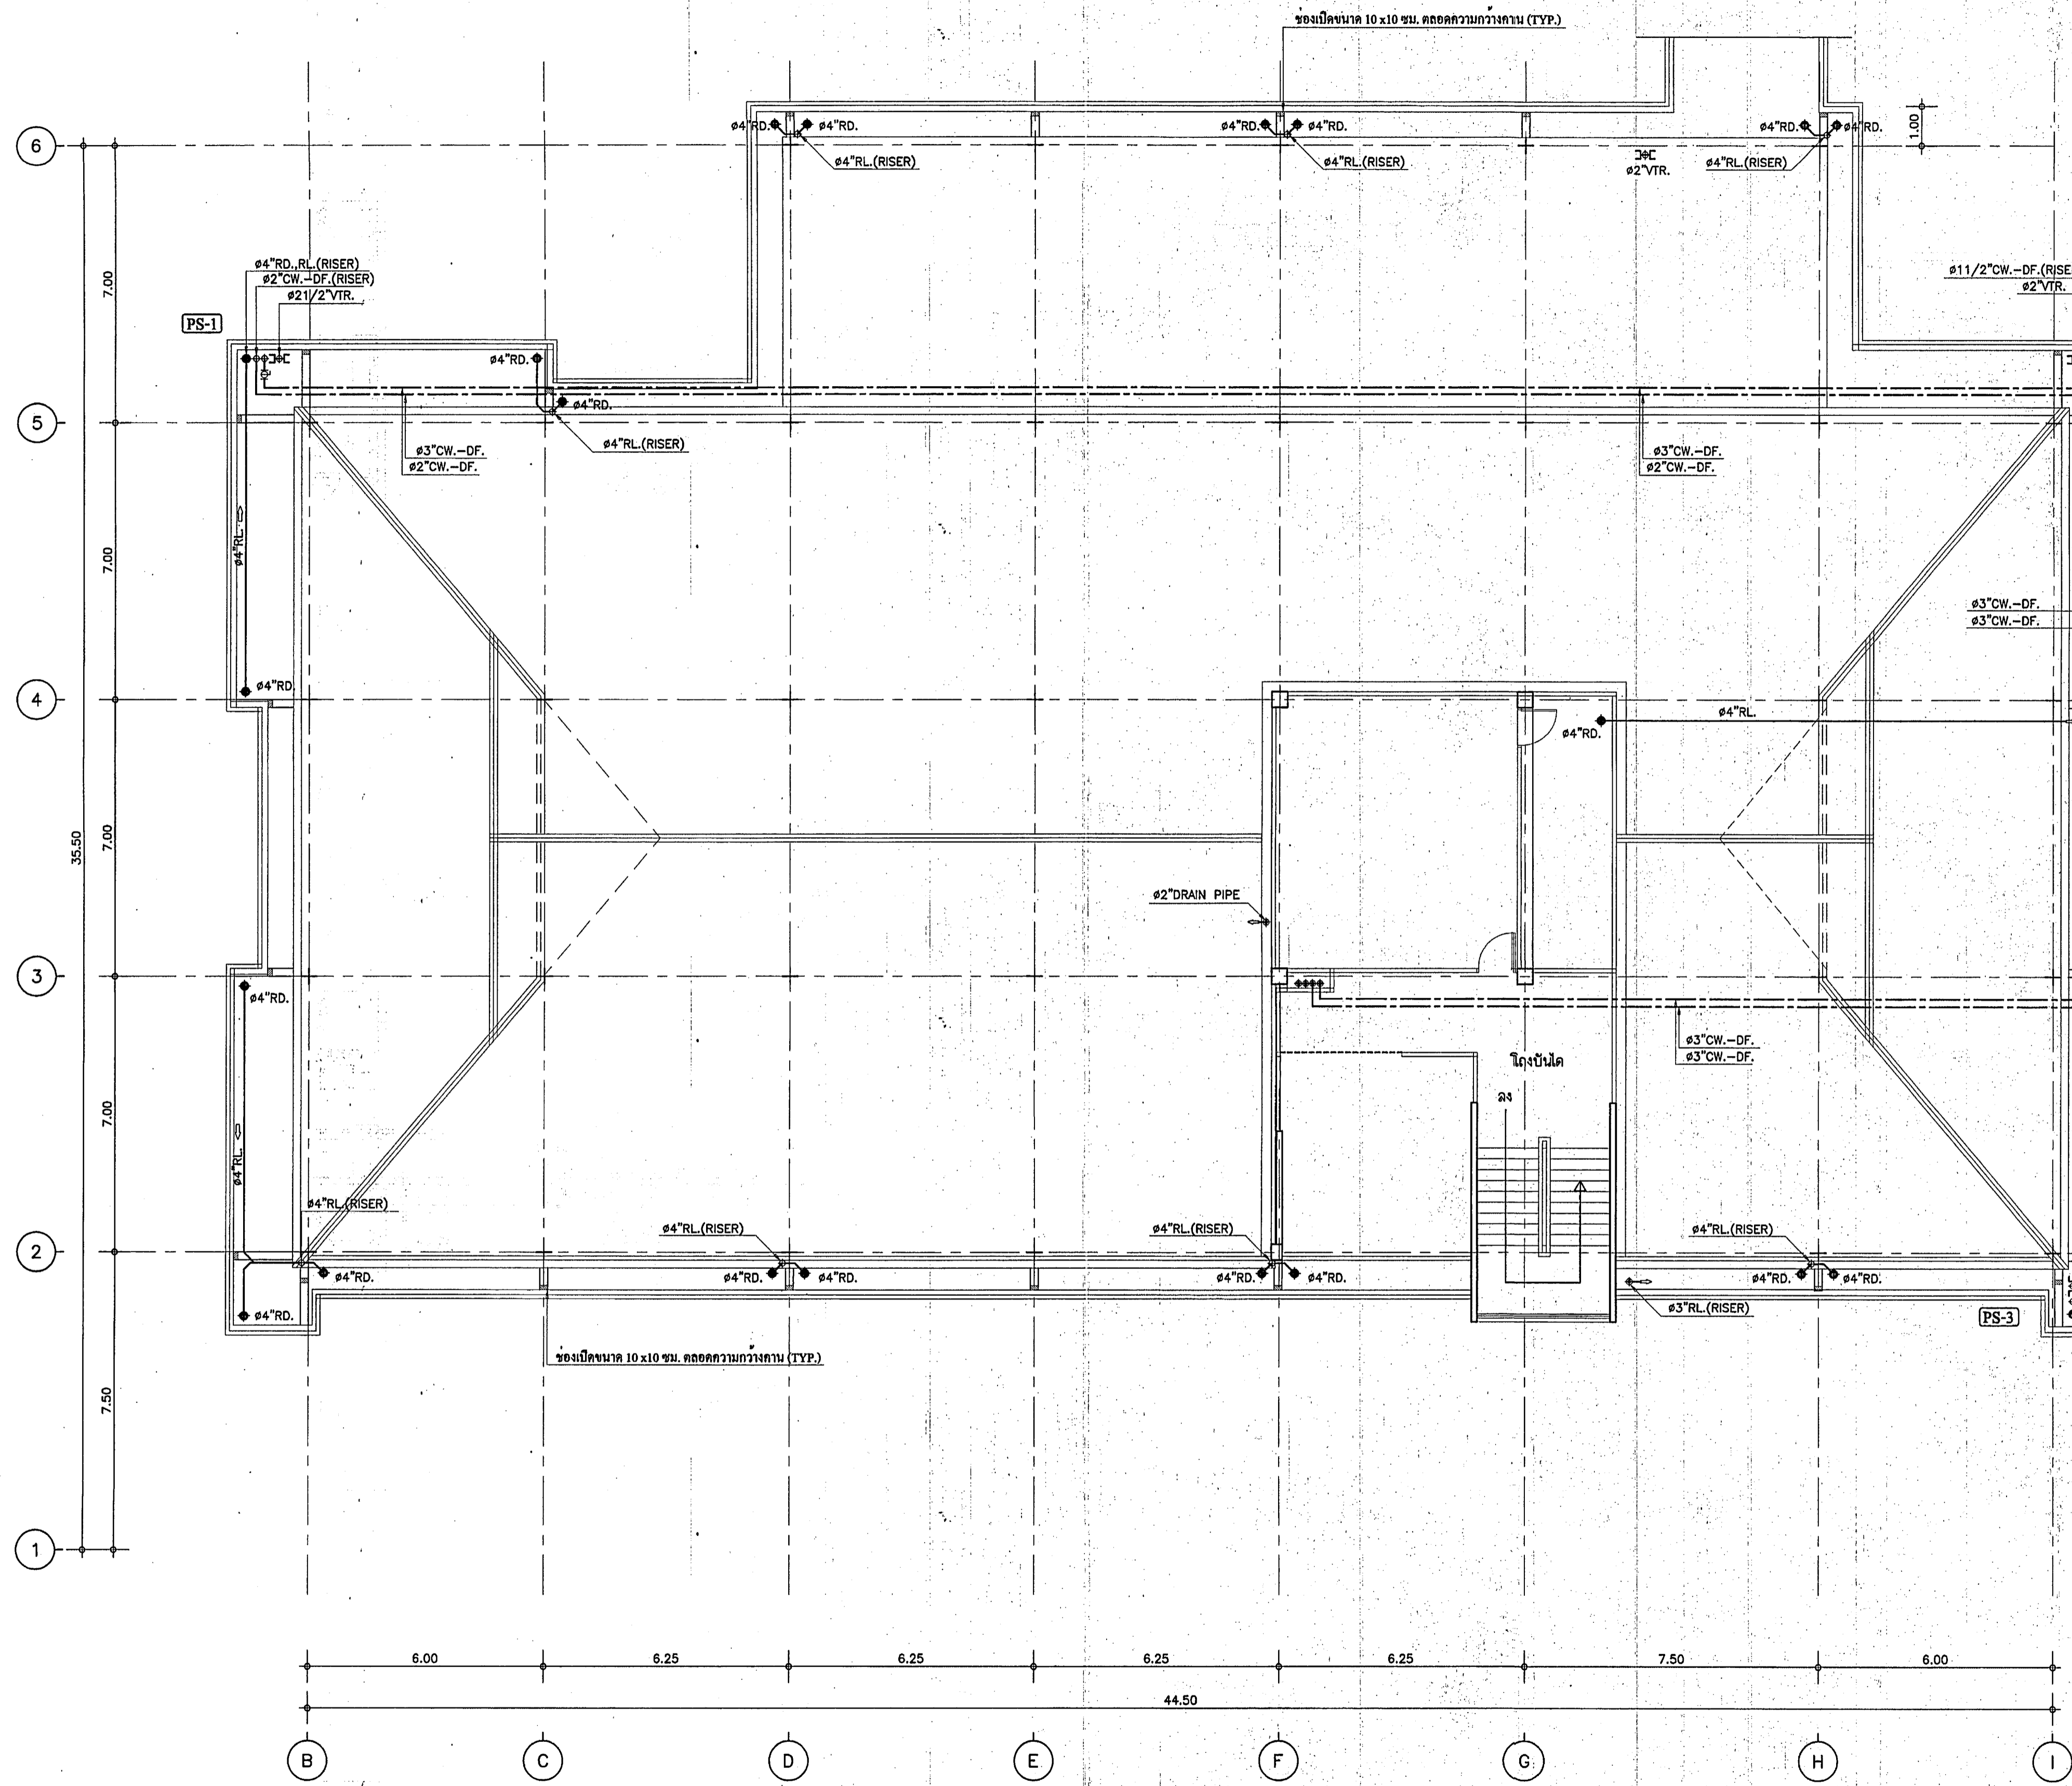 ช่องเปิดขนาด 10 x10 ซม. ตลอดความกว้างคาน (TYP.)
ø4"RD.
ø4"RD.
ø4"RD.
ø4"RD.
ø4"RD.
ø4"RD.
1.00
6
ø4"RL.(RISER)
ø4"RL.(RISER)
ø2"VTR.
ø4"RL.(RISER)
7.00
ø4"RD.,RL.(RISER)
ø2"CW.-DF.(RISER)
ø21/2"VTR.
ø11/2"CW.-DF.(RISE
ø2"VTR.
PS-1
ø4"RD.
ø4"RD.
5
ø4"RL.(RISER)
ø3"CW.-DF.
ø2"CW.-DF.
ø3"CW.-DF.
ø2"CW.-DF.
7.00
ø4"RL.
ø3"CW.-DF.
ø3"CW.-DF.
4
ø4"RD
ø4"RL.
ø4"RD.
35.50
7.00
ø2"DRAIN PIPE
3
ø4"RD.
ø3"CW.-DF.
ø3"CW.-DF.
โถงบันได
ลง
7.00
ø4"RL.
ø4"RL.(RISER)
ø4"RL.(RISER)
ø4"RL.(RISER)
ø4"RL.(RISER)
2
ø4"RD.
ø4"RD.
ø4"RD.
ø4"RD.
ø4"RD.
ø4"RD.
ø4"RD.
ø4"RD.
ø3"RL.(RISER)
PS-3
ช่องเปิดขนาด 10 x10 ซม. ตลอดความกว้างคาน (TYP.)
7.50
1
6.00
6.25
6.25
6.25
6.25
7.50
6.00
44.50
B
C
D
E
F
G
H
I